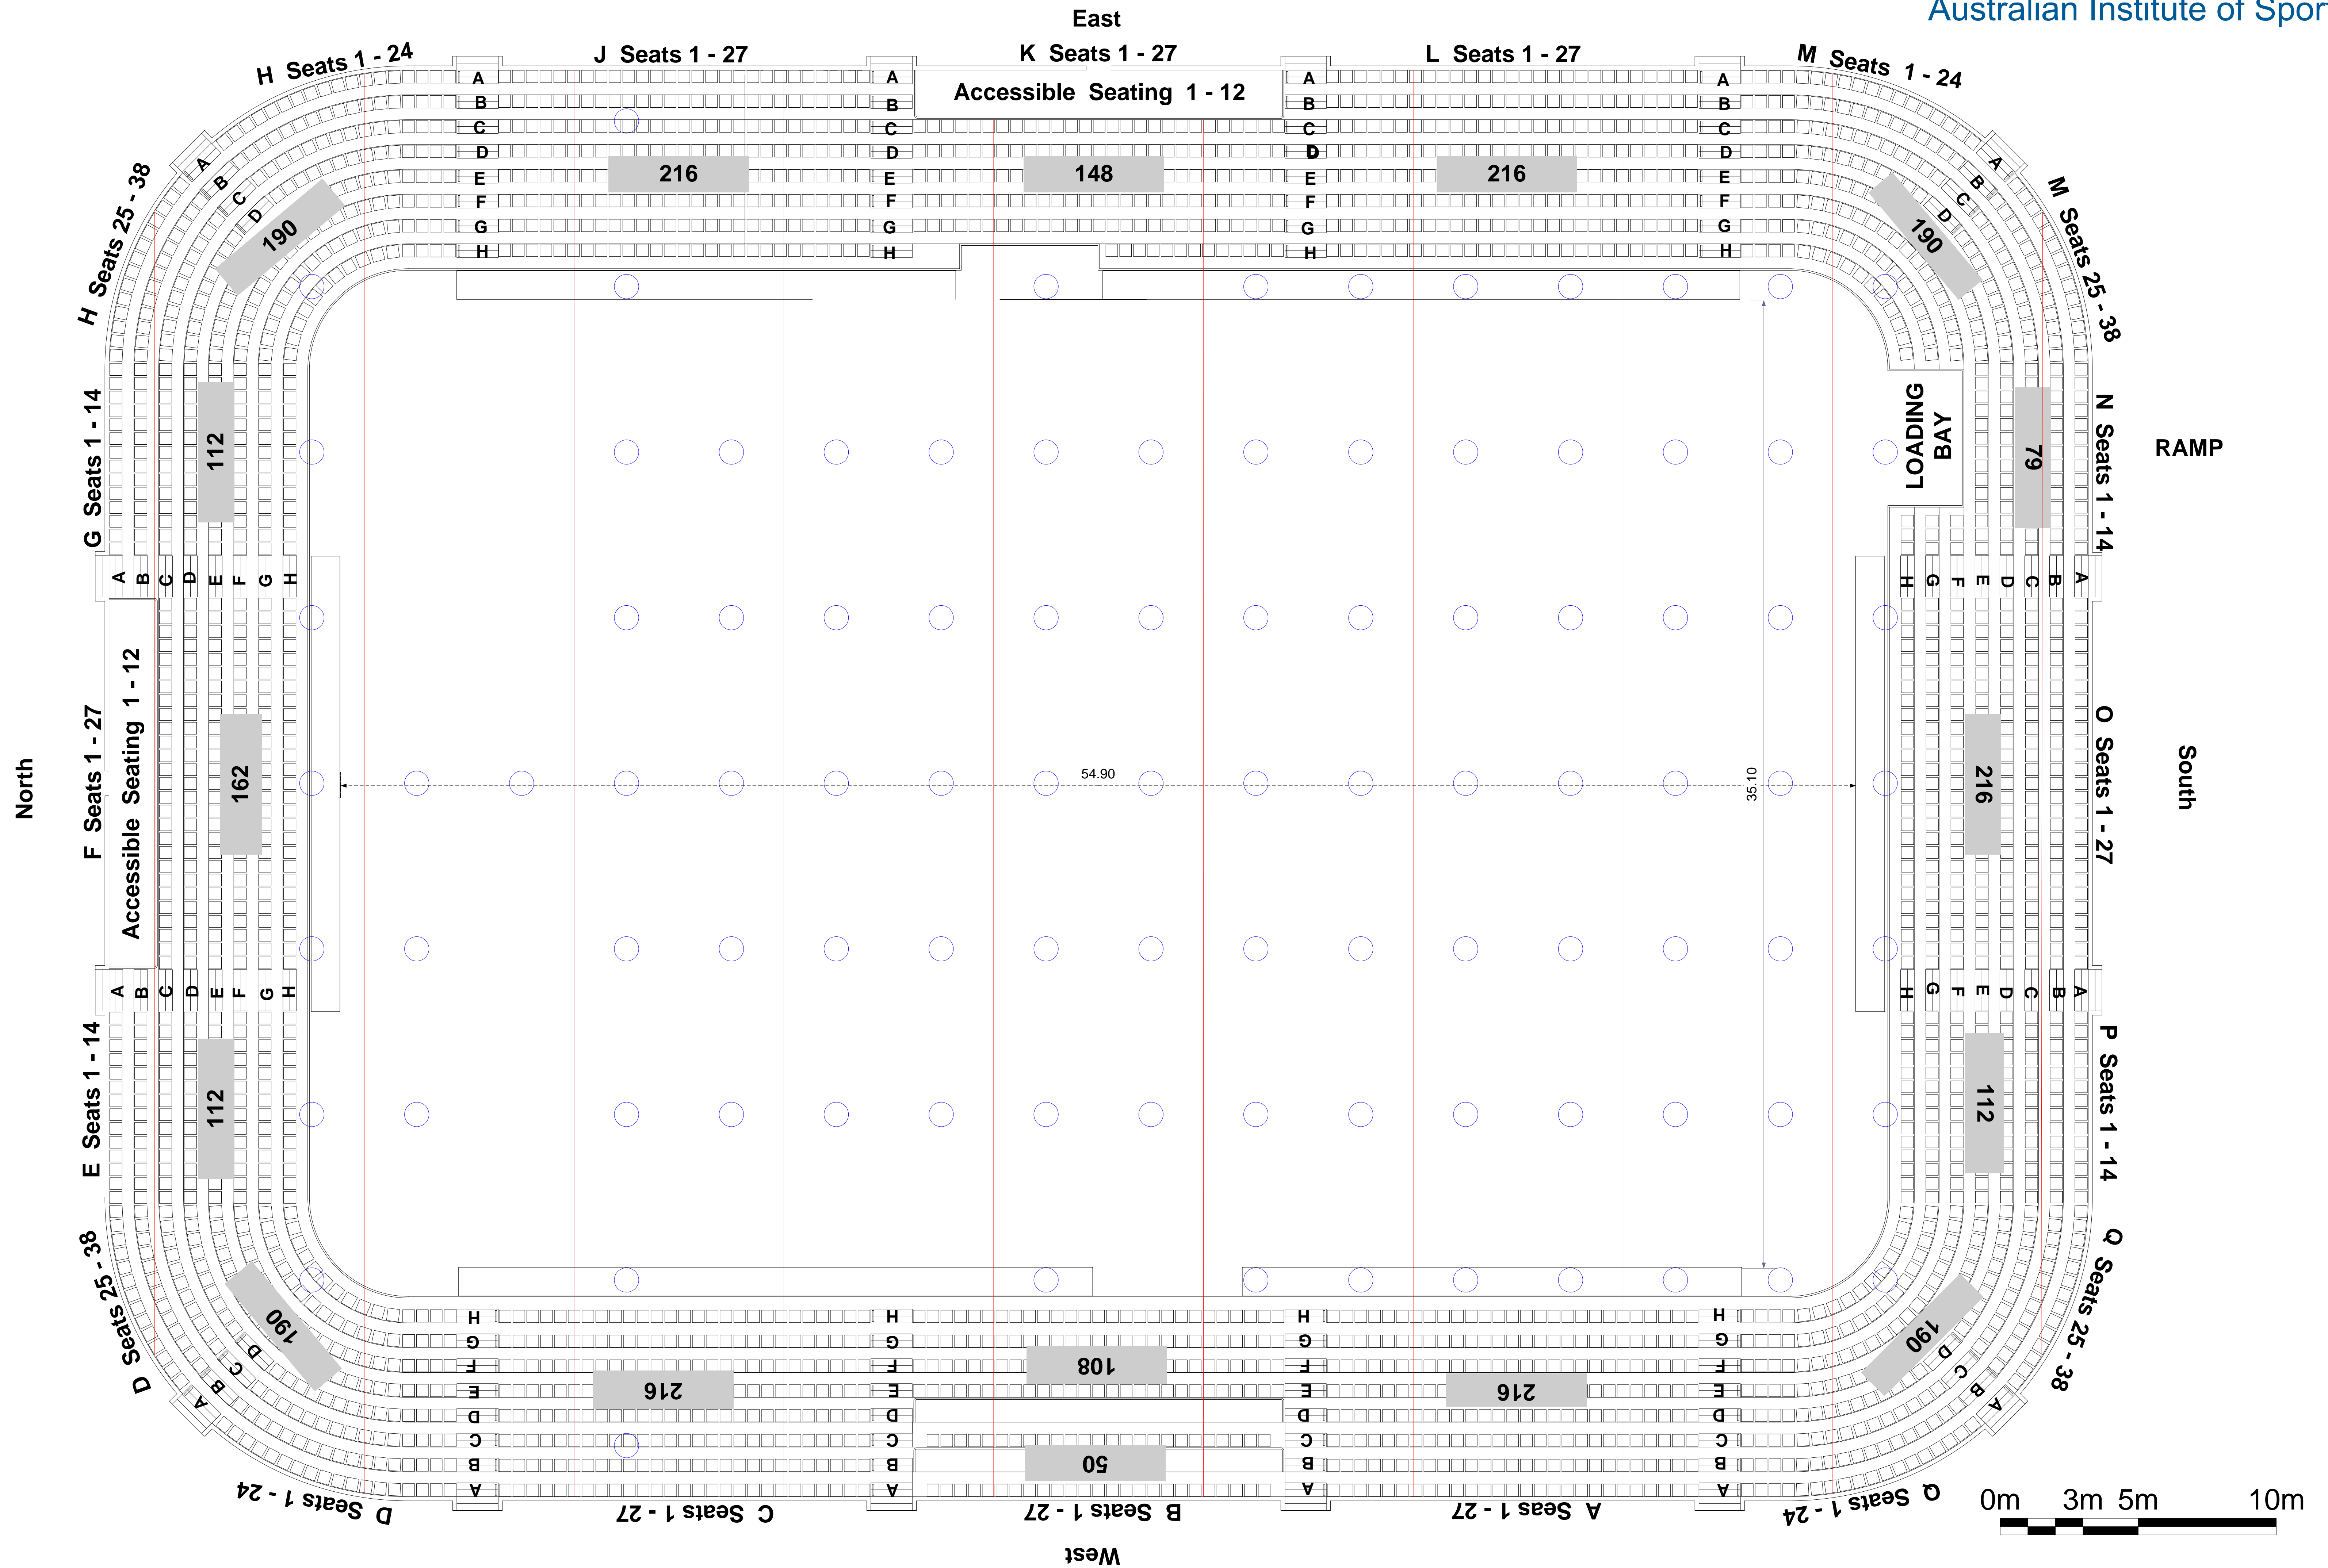 Australian Institute of Spor
East
H Seats 1 - 24
J Seats 1 - 27
K Seats 1 - 27
L Seats 1 - 27
M Seats 1 - 24
Accessible Seating 1 - 12
A A A A
B B B B
C C C C
D D D D
E E E E
F F F F
G G G G
H H H H
A B C D
A B C D
H Seats 25 - 38
M Seats 25 - 38
190
216
148
216
190
G Seats 1 - 14
112
LOADING
BAY
79
N Seats 1 - 14
RAMP
A B C D E F G H
H G F E D C B A
North
F Seats 1 - 27
Accessible Seating 1 - 12
162
54.90
35.10
216
O Seats 1 - 27
South
A B C D E F G H
H G F E D C B A
E Seats 1 - 14
112
112
P Seats 1 - 14
D Seats 25 - 38
190
190
Q Seats 25 - 38
A B C D
D C B A
H H H H
G G G G
F F F F
E E E E
D D D D
C C C C
B B B B
A A A A
216
108
50
216
D Seats 1 - 24
C Seats 1 - 27
B Seats 1 - 27
A Seas 1 - 27
Q Seats 1 - 24
West
0m 3m 5m 10m